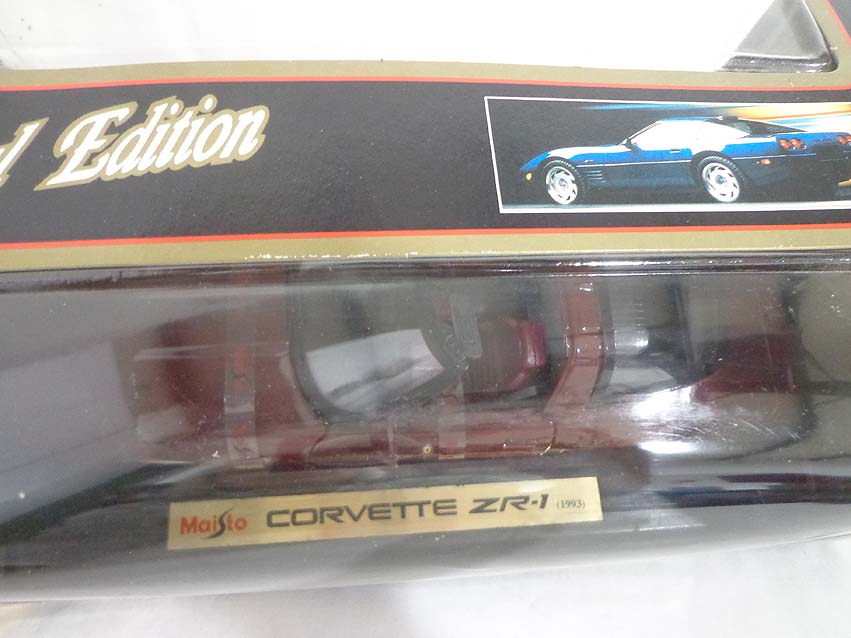 l Edition
Maisto CORVETTE ZR-1 (1993)